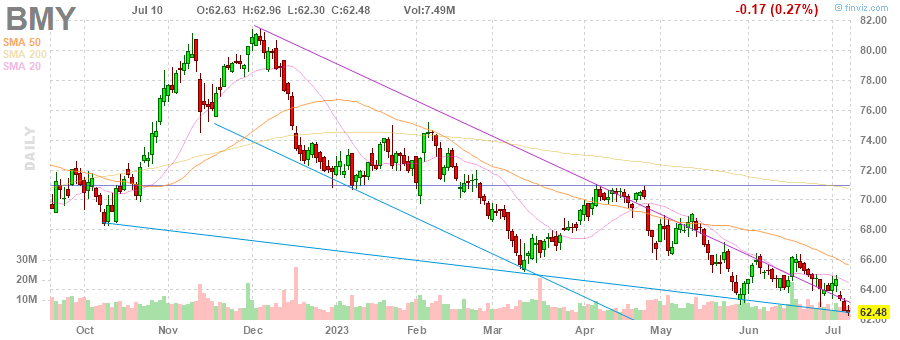 BMY Jul 10 O:62.63 H:62.96 L:62.30 C:62.48 Vol:7.49M -0.17 (0.27%) © finviz.com
SMA 50
SMA 200
SMA 20
DAILY
82.00
80.00
78.00
76.00
74.00
72.00
70.00
68.00
66.00
64.00
62.48
62.00
30M
20M
10M
Oct Nov Dec 2023 Feb Mar Apr May Jun Jul